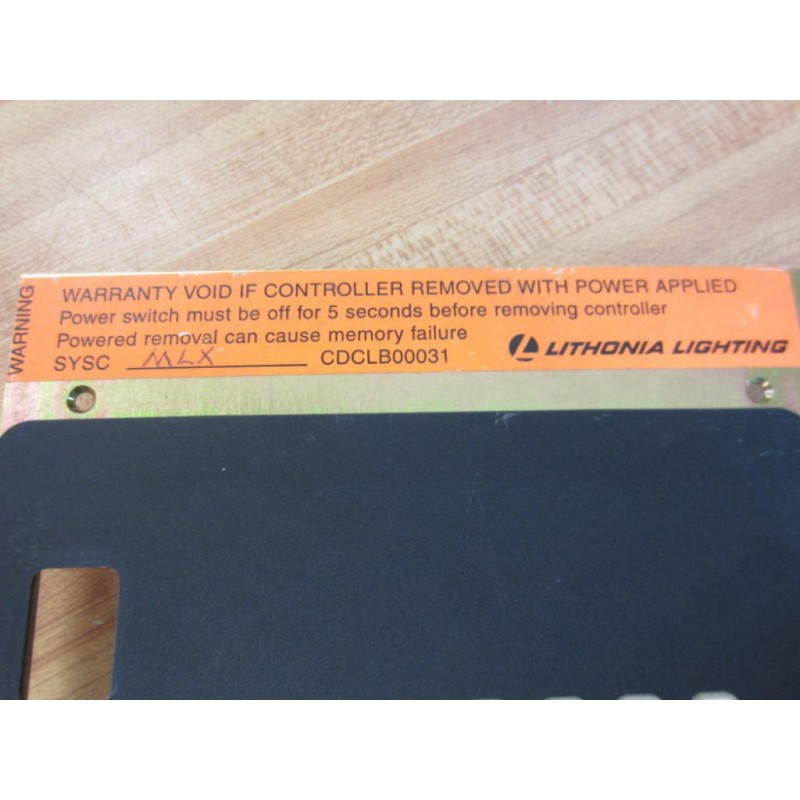 WARNING
WARRANTY VOID IF CONTROLLER REMOVED WITH POWER APPLIED
Power switch must be off for 5 seconds before removing controller
Powered removal can cause memory failure
SYSC MLX CDCLB00031
LITHONIA LIGHTING